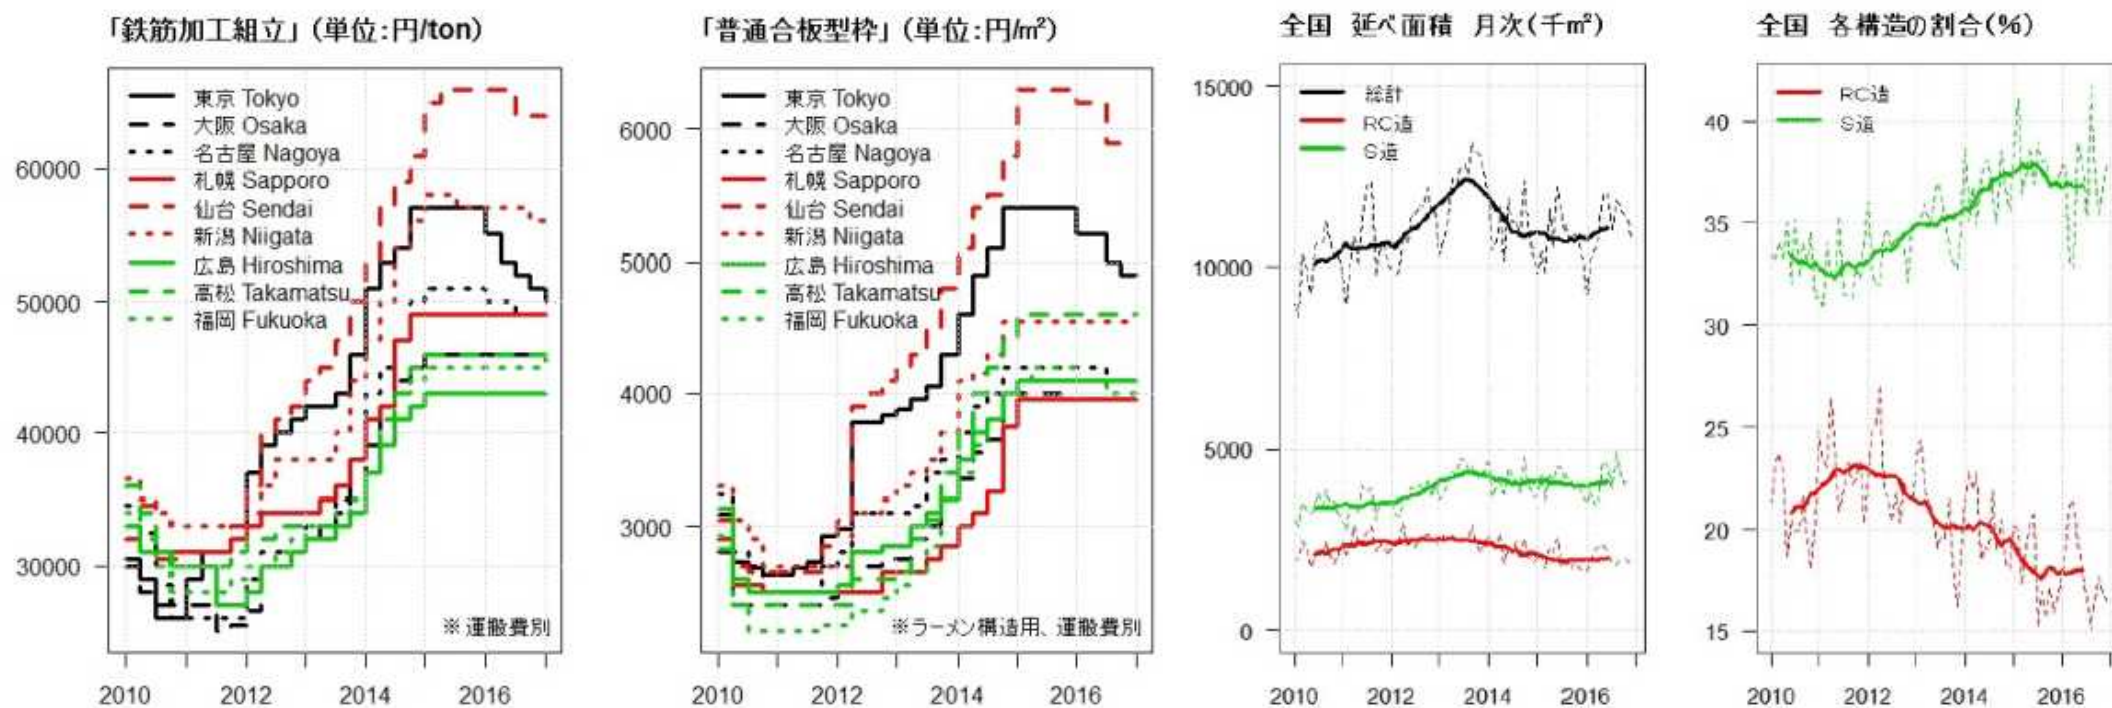 「鉄筋加工組立」(単位:円/ton)
東京 Tokyo
大阪 Osaka
名古屋 Nagoya
札幌 Sapporo
仙台 Sendai
新潟 Niigata
広島 Hiroshima
高松 Takamatsu
福岡 Fukuoka
60000
50000
40000
30000
※運搬費別
2010 2012 2014 2016
「普通合板型枠」(単位:円/m²)
東京 Tokyo
大阪 Osaka
名古屋 Nagoya
札幌 Sapporo
仙台 Sendai
新潟 Niigata
広島 Hiroshima
高松 Takamatsu
福岡 Fukuoka
6000
5000
4000
3000
※ラーメン構造用、運搬費別
2010 2012 2014 2016
全国 延べ面積 月次(千m²)
総計
RC造
S造
15000
10000
5000
0
2010 2012 2014 2016
全国 各構造の割合(%)
RC造
S造
40
35
30
25
20
15
2010 2012 2014 2016